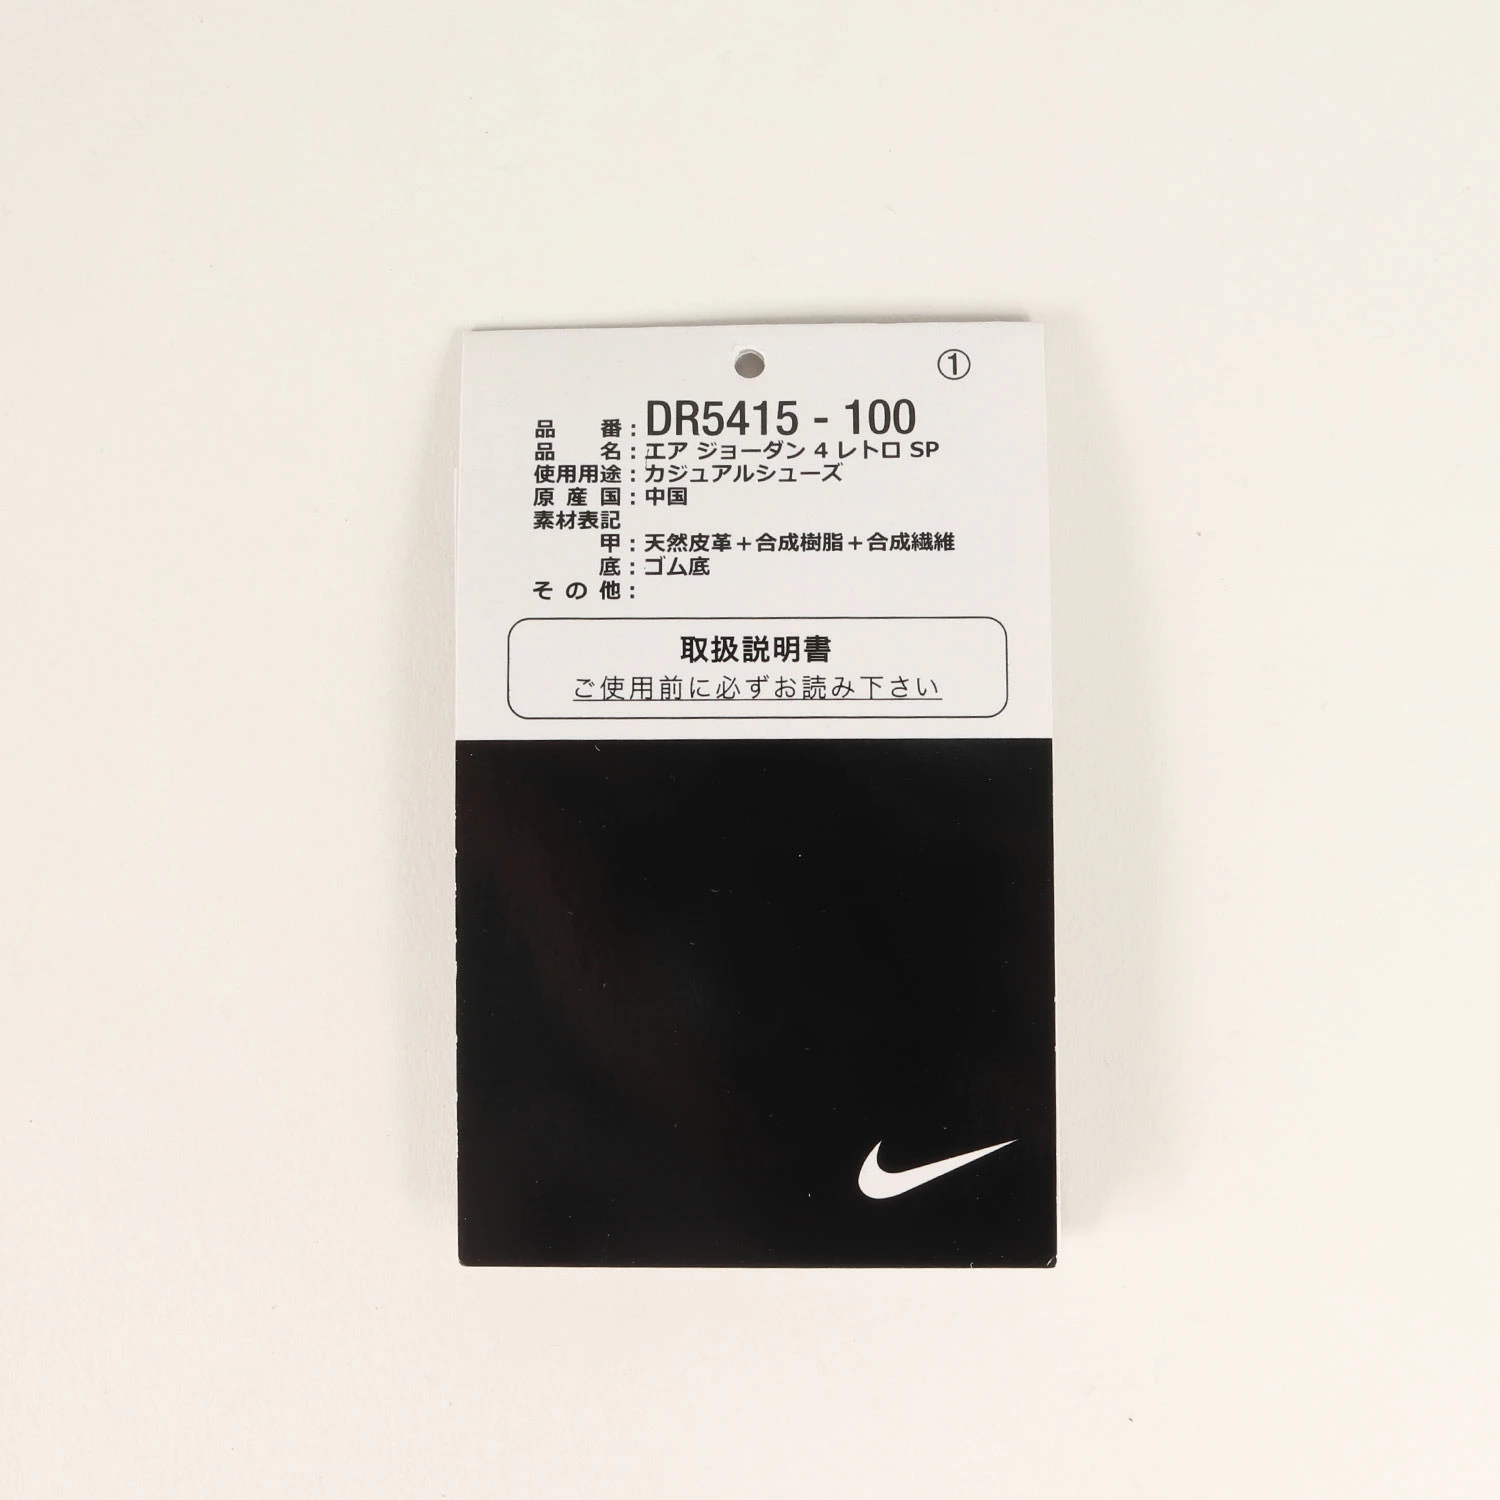 ①
品番：DR5415 - 100
品名：エア ジョーダン 4 レトロ SP
使用用途：カジュアルシューズ
原産国：中国
素材表記
甲：天然皮革＋合成樹脂＋合成繊維
底：ゴム底
その他：
取扱説明書
ご使用前に必ずお読み下さい